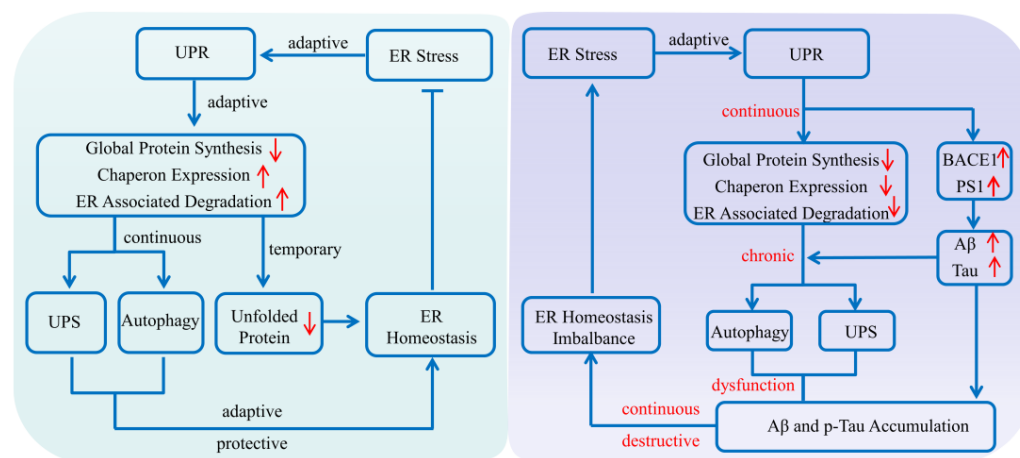 UPR
adaptive
ER Stress
adaptive
Global Protein Synthesis ↓
Chaperon Expression ↑
ER Associated Degradation ↑
continuous
temporary
UPS
Autophagy
Unfolded
Protein ↓
ER
Homeostasis
adaptive
protective
ER Stress
adaptive
UPR
continuous
Global Protein Synthesis ↓
Chaperon Expression ↓
ER Associated Degradation ↓
BACE1 ↑
PS1 ↑
chronic
Aβ ↑
Tau ↑
ER Homeostasis
Imbalance
Autophagy
UPS
dysfunction
continuous
destructive
Aβ and p-Tau Accumulation